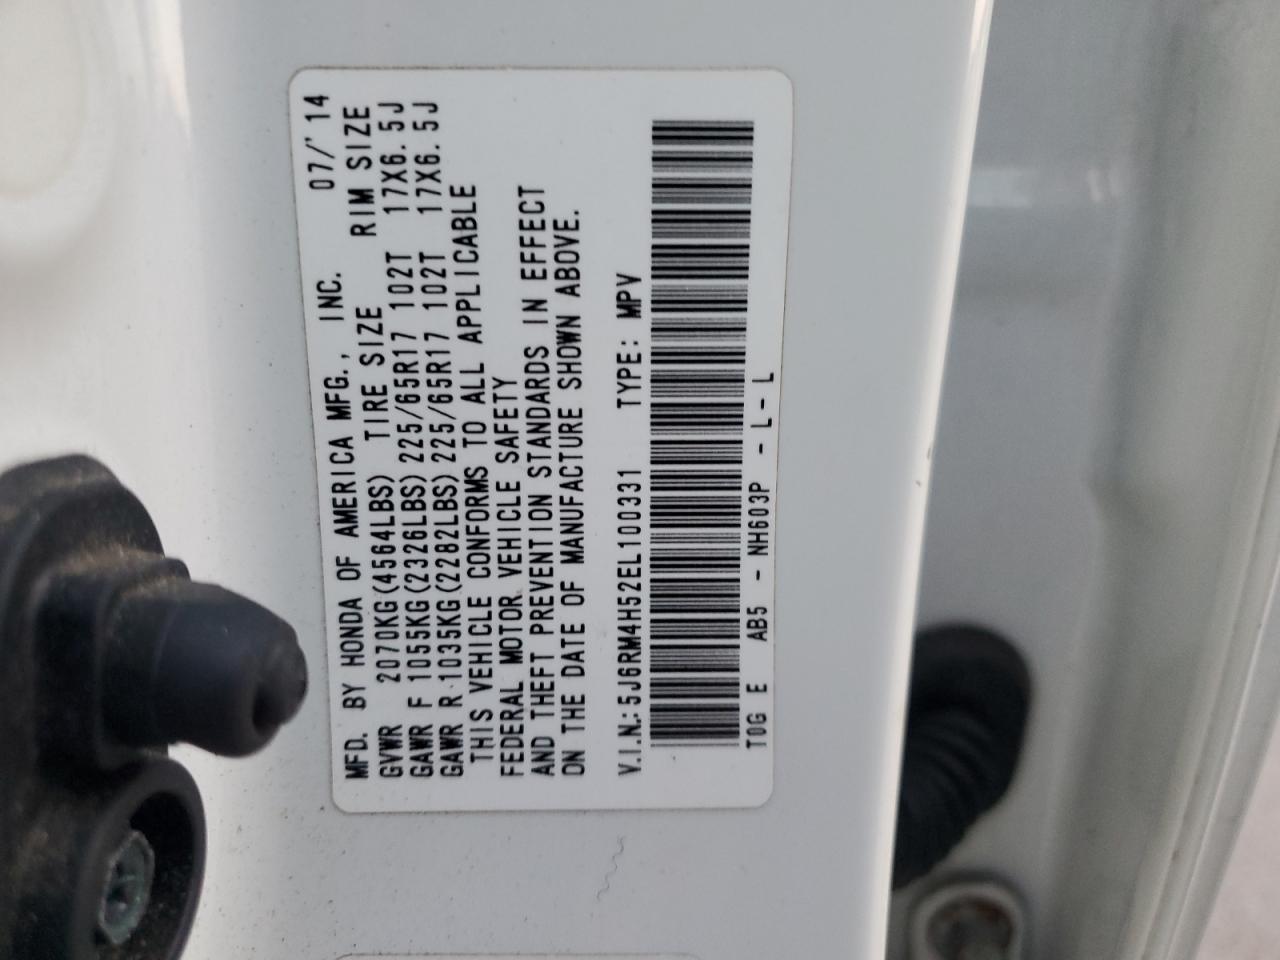 MFD. BY HONDA OF AMERICA MFG., INC. 07/'14
GVWR 2070KG(4564LBS) TIRE SIZE RIM SIZE
GAWR F 1055KG(2326LBS) 225/65R17 102T 17X6.5J
GAWR R 1035KG(2282LBS) 225/65R17 102T 17X6.5J
THIS VEHICLE CONFORMS TO ALL APPLICABLE
FEDERAL MOTOR VEHICLE SAFETY
AND THEFT PREVENTION STANDARDS IN EFFECT
ON THE DATE OF MANUFACTURE SHOWN ABOVE.
V.I.N.: 5J6RM4H52EL100331 TYPE: MPV
T0G E AB5 - NH603P - L - L